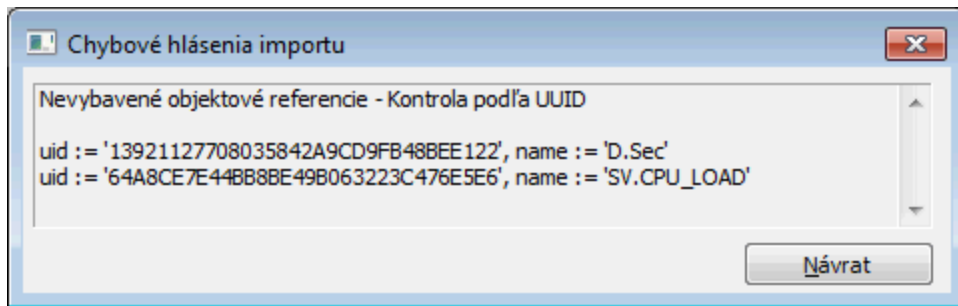 Chybové hlásenia importu
Nevybavené objektové referencie - Kontrola podľa UUID
uid := '13921127708035842A9CD9FB48BEE122', name := 'D.Sec'
uid := '64A8CE7E44BB8BE49B063223C476E5E6', name := 'SV.CPU_LOAD'
Návrat